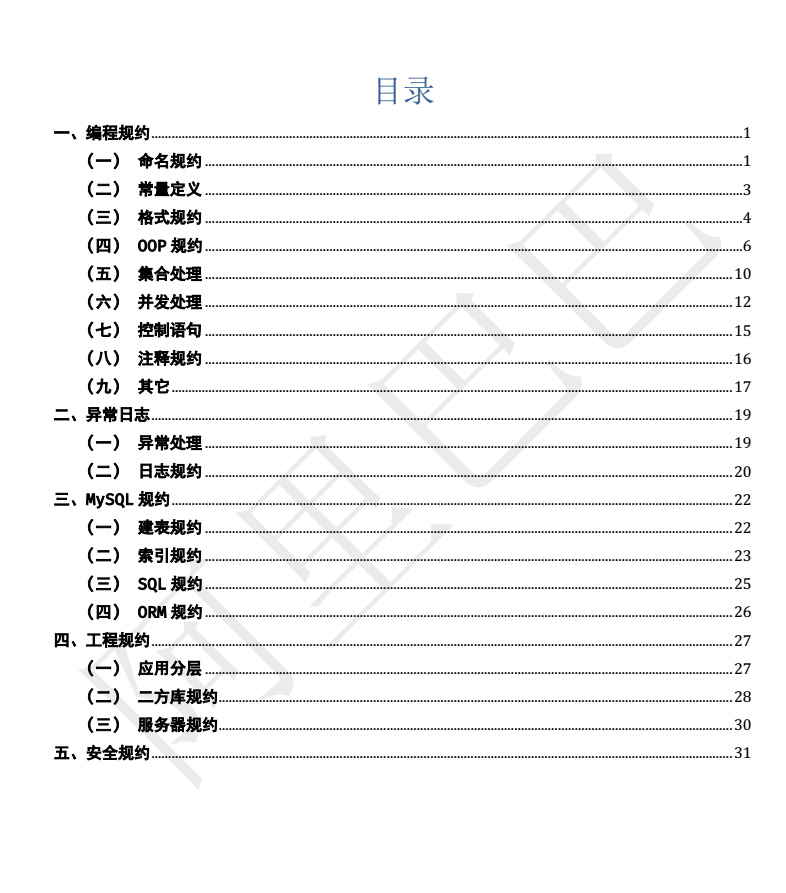 目录
一、编程规约........1
（一） 命名规约........1
（二） 常量定义........3
（三） 格式规约........4
（四） OOP 规约........6
（五） 集合处理........10
（六） 并发处理........12
（七） 控制语句........15
（八） 注释规约........16
（九） 其它........17
二、异常日志........19
（一） 异常处理........19
（二） 日志规约........20
三、MySQL 规约........22
（一） 建表规约........22
（二） 索引规约........23
（三） SQL 规约........25
（四） ORM 规约........26
四、工程规约........27
（一） 应用分层........27
（二） 二方库规约........28
（三） 服务器规约........30
五、安全规约........31
阿里巴巴